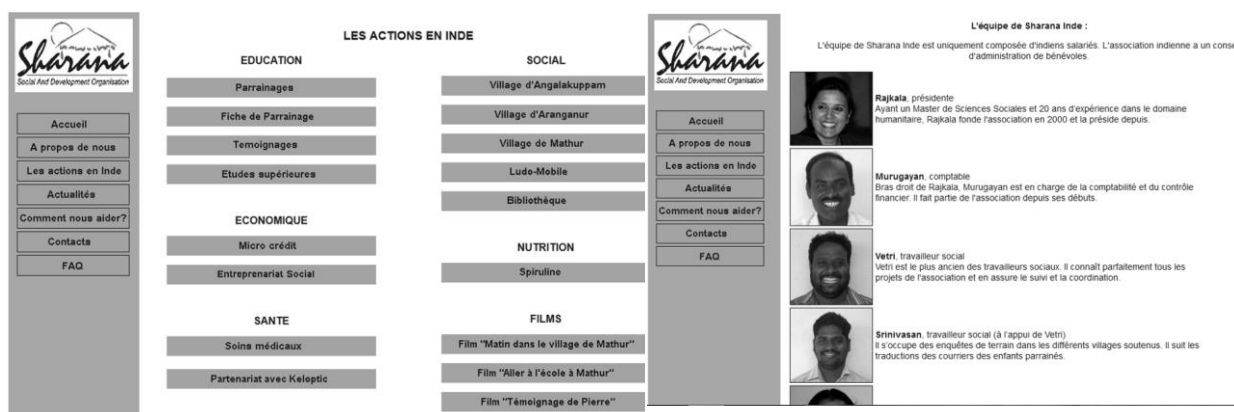 Sharana
Social And Development Organisation
Accueil
A propos de nous
Les actions en Inde
Actualités
Comment nous aider?
Contacts
FAQ
LES ACTIONS EN INDE
EDUCATION
Parrainages
Fiche de Parrainage
Temoignages
Etudes supérieures
ECONOMIQUE
Micro crédit
Entreprenariat Social
SANTE
Soins médicaux
Partenariat avec Keloptic
SOCIAL
Village d'Angalakuppam
Village d'Aranganur
Village de Mathur
Ludo-Mobile
Bibliothèque
NUTRITION
Spiruline
FILMS
Film "Matin dans le village de Mathur"
Film "Aller à l'école à Mathur"
Film "Témoignage de Pierre"
Sharana
Social And Development Organisation
Accueil
A propos de nous
Les actions en Inde
Actualités
Comment nous aider?
Contacts
FAQ
L'équipe de Sharana Inde :
L'équipe de Sharana Inde est uniquement composée d'indiens salariés. L'association indienne a un conse
d'administration de bénévoles.
Rajkala, présidente
Ayant un Master de Sciences Sociales et 20 ans d'expérience dans le domaine
humanitaire, Rajkala fonde l'association en 2000 et la préside depuis.
Murugayan, comptable
Bras droit de Rajkala, Murugayan est en charge de la comptabilité et du contrôle
financier. Il fait partie de l'association depuis ses débuts.
Vetri, travailleur social
Vetri est le plus ancien des travailleurs sociaux. Il connaît parfaitement tous les
projets de l'association et en assure le suivi et la coordination.
Srinivasan, travailleur social (à l'appui de Vetri)
Il s'occupe des enquêtes de terrain dans les différents villages soutenus. Il suit les
traductions des courriers des enfants parrainés.